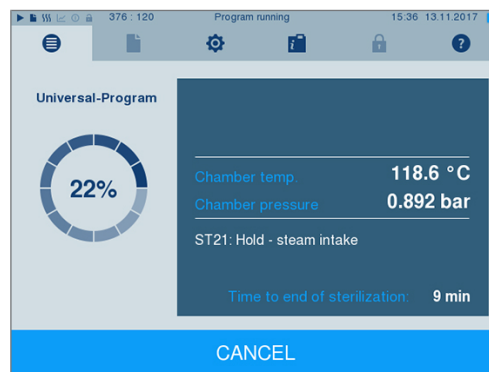 376 : 120 Program running 15:36 13.11.2017
Universal-Program
22%
Chamber temp. 118.6 °C
Chamber pressure 0.892 bar
ST21: Hold - steam intake
Time to end of sterilization: 9 min
CANCEL